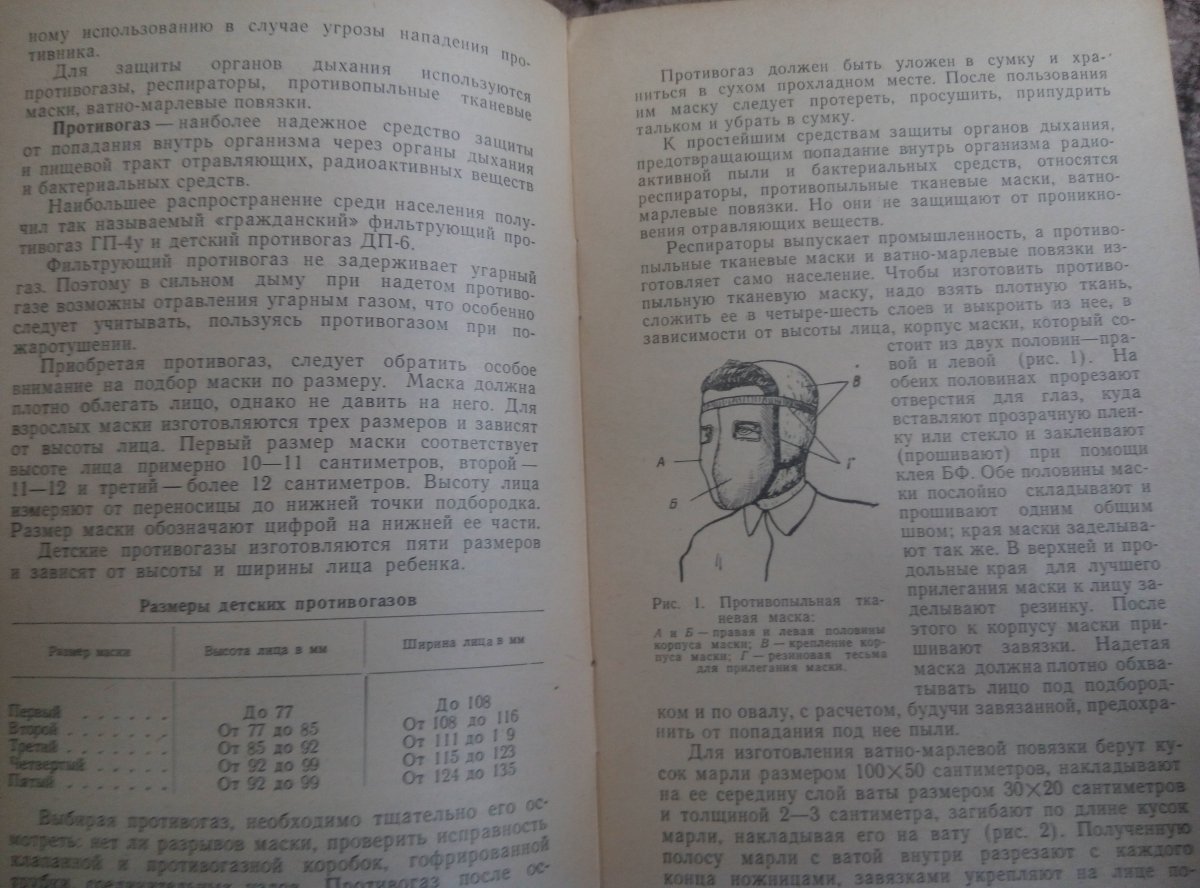 ному использованию в случае угрозы нападения про-
тивника.
Для защиты органов дыхания используются
противогазы, респираторы, противопыльные тканевые
маски, ватно-марлевые повязки.
Противогаз — наиболее надежное средство защиты
от попадания внутрь организма через органы дыхания
и пищевой тракт отравляющих, радиоактивных веществ
и бактериальных средств.
Наибольшее распространение среди населения полу-
чил так называемый «гражданский» фильтрующий про-
тивогаз ГП-4у и детский противогаз ДП-6.
Фильтрующий противогаз не задерживает угарный
газ. Поэтому в сильном дыму при надетом противо-
газе возможны отравления угарным газом, что особенно
следует учитывать, пользуясь противогазом при по-
жаротушении.
Приобретая противогаз, следует обратить особое
внимание на подбор маски по размеру. Маска должна
плотно облегать лицо, однако не давить на него. Для
взрослых маски изготовляются трех размеров и зависят
от высоты лица. Первый размер маски соответствует
высоте лица примерно 10—11 сантиметров, второй —
11—12 и третий — более 12 сантиметров. Высоту лица
измеряют от переносицы до нижней точки подбородка.
Размер маски обозначают цифрой на нижней ее части.
Детские противогазы изготовляются пяти размеров
и зависят от высоты и ширины лица ребенка.
Размеры детских противогазов
Размер маски Высота лица в мм Ширина лица в мм
Первый . . . . . . До 77 До 108
Второй . . . . . . От 77 до 85 От 108 до 116
Третий . . . . . . От 85 до 92 От 111 до 1 9
Четвертый . . . . . От 92 до 99 От 115 до 123
Пятый . . . . . . От 92 до 99 От 124 до 135
Выбирая противогаз, необходимо тщательно его ос-
мотреть: нет ли разрывов маски, проверить исправность
клапанной и противогазной коробок, гофрированной
трубки, соединительных узлов. Противогаз после ос-
Противогаз должен быть уложен в сумку и хра-
ниться в сухом прохладном месте. После пользования
им маску следует протереть, просушить, припудрить
тальком и убрать в сумку.
К простейшим средствам защиты органов дыхания,
предотвращающим попадание внутрь организма радио-
активной пыли и бактериальных средств, относятся
респираторы, противопыльные тканевые маски, ватно-
марлевые повязки. Но они не защищают от проникно-
вения отравляющих веществ.
Респираторы выпускает промышленность, а противо-
пыльные тканевые маски и ватно-марлевые повязки из-
готовляет само население. Чтобы изготовить противо-
пыльную тканевую маску, надо взять плотную ткань,
сложить ее в четыре-шесть слоев и выкроить из нее, в
зависимости от высоты лица, корпус маски, который со-
стоит из двух половин—пра-
вой и левой (рис. 1). На
обеих половинах прорезают
отверстия для глаз, куда
вставляют прозрачную плен-
ку или стекло и заклеивают
(прошивают) при помощи
клея БФ. Обе половины мас-
ки послойно складывают и
прошивают одним общим
швом; края маски заделыва-
ют так же. В верхней и про-
дольные края для лучшего
прилегания маски к лицу за-
делывают резинку. После
этого к корпусу маски при-
шивают завязки. Надетая
маска должна плотно обхва-
тывать лицо под подбород-
А
Б
В
Г
Рис. 1. Противопыльная тка-
невая маска:
А и Б — правая и левая половины
корпуса маски; В — крепление кор-
пуса маски; Г — резиновая тесьма
для прилегания маски.
ком и по овалу, с расчетом, будучи завязанной, предохра-
нить от попадания под нее пыли.
Для изготовления ватно-марлевой повязки берут ку-
сок марли размером 100×50 сантиметров, накладывают
на ее середину слой ваты размером 30×20 сантиметров
и толщиной 2—3 сантиметра, загибают по длине кусок
марли, накладывая его на вату (рис. 2). Полученную
полосу марли с ватой внутри разрезают с каждого
конца ножницами, завязками укрепляют на лице по-